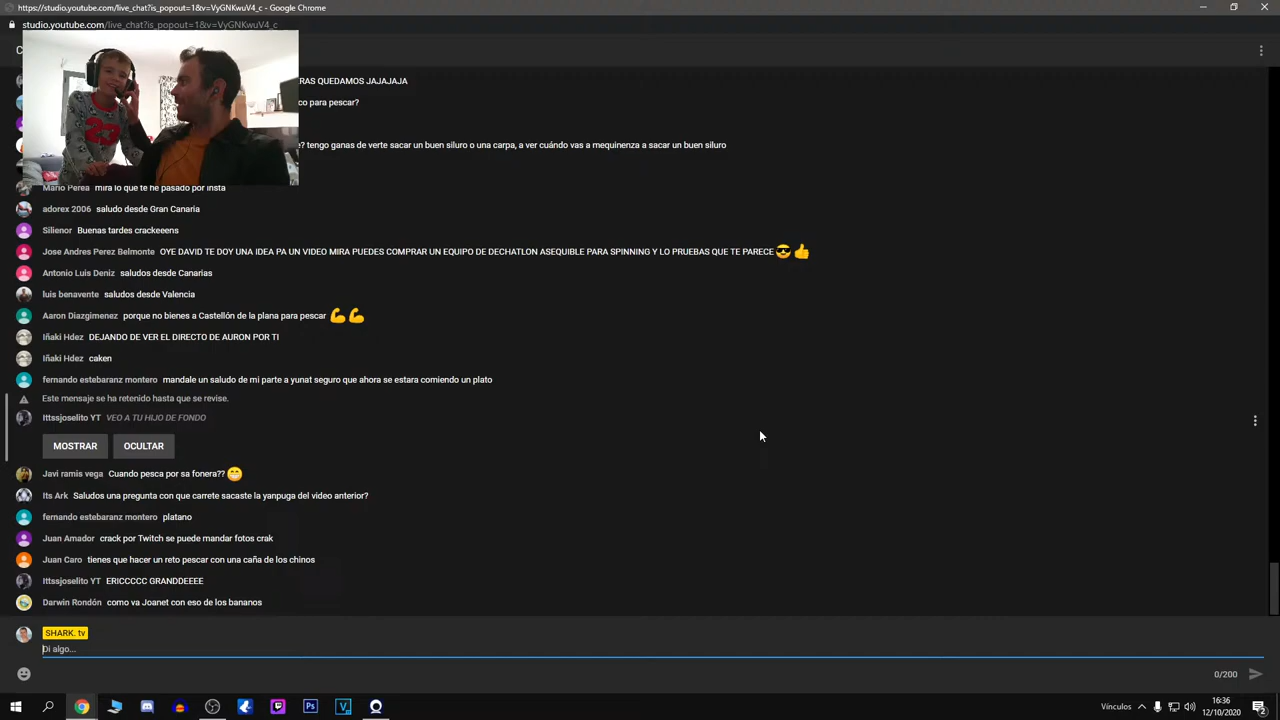 https://studio.youtube.com/live_chat?is_popout=1&v=VyGNKwuV4_c - Google Chrome
studio.youtube.com/live_chat?is_popout=1&v=VyGNKwuV4_c
QUEDAMOS JAJAJAJA
para pescar?
tengo ganas de verte sacar un buen siluro o una carpa, a ver cuándo vas a mequinenza a sacar un buen siluro
23
Mario Perea mira lo que te he pasado por insta
adorex 2006 saludo desde Gran Canaria
Silienor Buenas tardes crackeeens
Jose Andres Perez Belmonte OYE DAVID TE DOY UNA IDEA PA UN VIDEO MIRA PUEDES COMPRAR UN EQUIPO DE DECHATLON ASEQUIBLE PARA SPINNING Y LO PRUEBAS QUE TE PARECE 😎👍
Antonio Luis Deniz saludos desde Canarias
luis benavente saludos desde Valencia
Aaron Diazgimenez porque no bienes a Castellón de la plana para pescar 💪💪
Iñaki Hdez DEJANDO DE VER EL DIRECTO DE AURON POR TI
Iñaki Hdez caken
fernando estebaranz montero mandale un saludo de mi parte a yunat seguro que ahora se estara comiendo un plato
Este mensaje se ha retenido hasta que se revise.
Ittssjoselito YT VEO A TU HIJO DE FONDO
MOSTRAR OCULTAR
Javi ramis vega Cuando pesca por sa fonera?? 😁
Its Ark Saludos una pregunta con que carrete sacaste la yanpuga del video anterior?
fernando estebaranz montero platano
Juan Amador crack por Twitch se puede mandar fotos crak
Juan Caro tienes que hacer un reto pescar con una caña de los chinos
Ittssjoselito YT ERICCCCC GRANDDEEEE
Darwin Rondón como va Joanet con eso de los bananos
SHARK. tv
Di algo...
0/200
Ps
Vínculos
16:36
12/10/2020
2